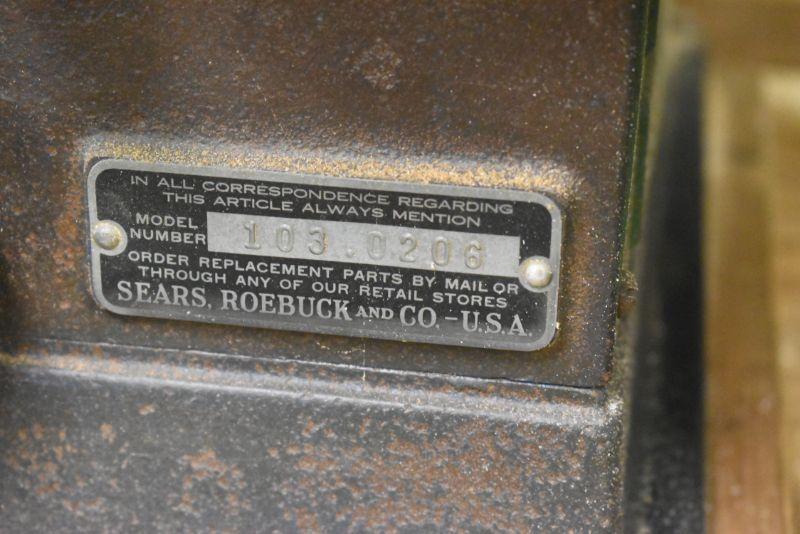 IN ALL CORRESPONDENCE REGARDING
THIS ARTICLE ALWAYS MENTION
MODEL
NUMBER 103.0206
ORDER REPLACEMENT PARTS BY MAIL OR
THROUGH ANY OF OUR RETAIL STORES
SEARS, ROEBUCK AND CO.-U.S.A.